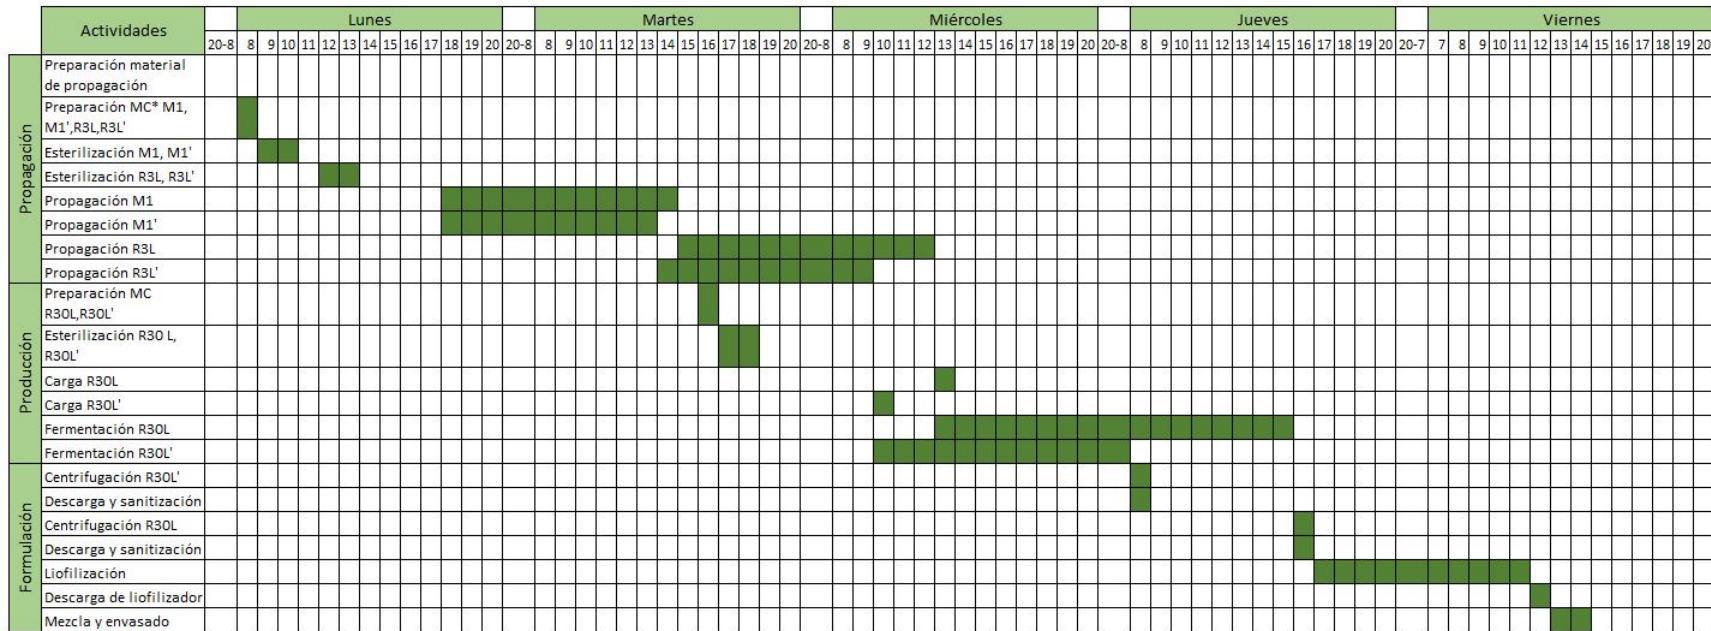 Actividades
Lunes
Martes
Miércoles
Jueves
Viernes
20-8 8 9 10 11 12 13 14 15 16 17 18 19 20 20-8 8 9 10 11 12 13 14 15 16 17 18 19 20 20-8 8 9 10 11 12 13 14 15 16 17 18 19 20 20-8 8 9 10 11 12 13 14 15 16 17 18 19 20 20-7 7 8 9 10 11 12 13 14 15 16 17 18 19 20
Propagación
Preparación material
de propagación
Preparación MC* M1,
M1',R3L,R3L'
Esterilización M1, M1'
Esterilización R3L, R3L'
Propagación M1
Propagación M1'
Propagación R3L
Propagación R3L'
Producción
Preparación MC
R30L,R30L'
Esterilización R30 L,
R30L'
Carga R30L
Carga R30L'
Fermentación R30L
Fermentación R30L'
Formulación
Centrifugación R30L'
Descarga y sanitización
Centrifugación R30L
Descarga y sanitización
Liofilización
Descarga de liofilizador
Mezcla y envasado